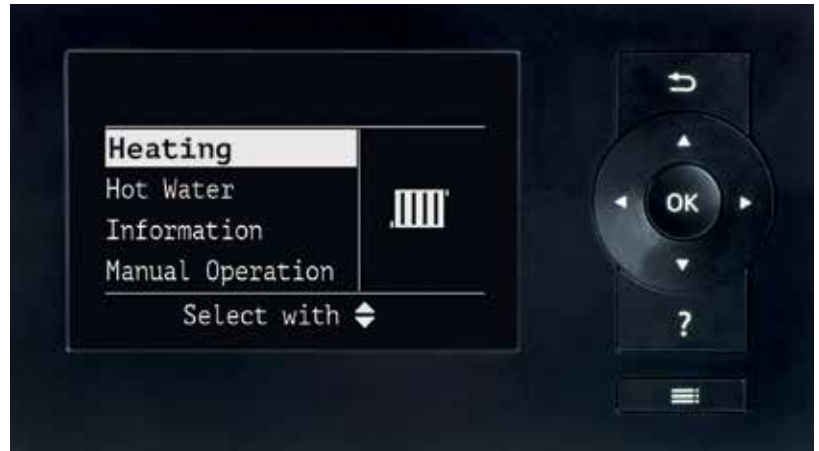 Heating
Hot Water
Information
Manual Operation
Select with
OK
?